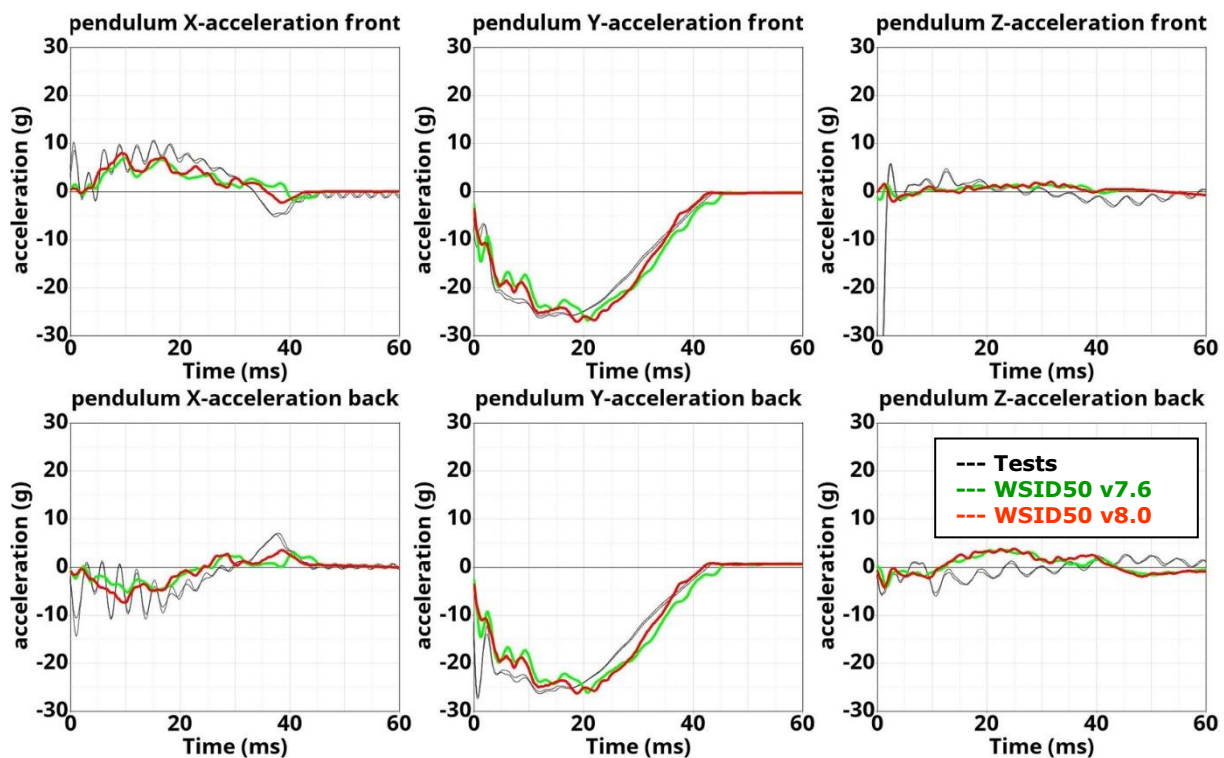 pendulum X-acceleration front
acceleration (g)
30
20
10
0
-10
-20
-30
0 20 40 60
Time (ms)
pendulum Y-acceleration front
acceleration (g)
30
20
10
0
-10
-20
-30
0 20 40 60
Time (ms)
pendulum Z-acceleration front
acceleration (g)
30
20
10
0
-10
-20
-30
0 20 40 60
Time (ms)
pendulum X-acceleration back
acceleration (g)
30
20
10
0
-10
-20
-30
0 20 40 60
Time (ms)
pendulum Y-acceleration back
acceleration (g)
30
20
10
0
-10
-20
-30
0 20 40 60
Time (ms)
pendulum Z-acceleration back
acceleration (g)
30
20
10
0
-10
-20
-30
0 20 40 60
Time (ms)
--- Tests
--- WSID50 v7.6
--- WSID50 v8.0